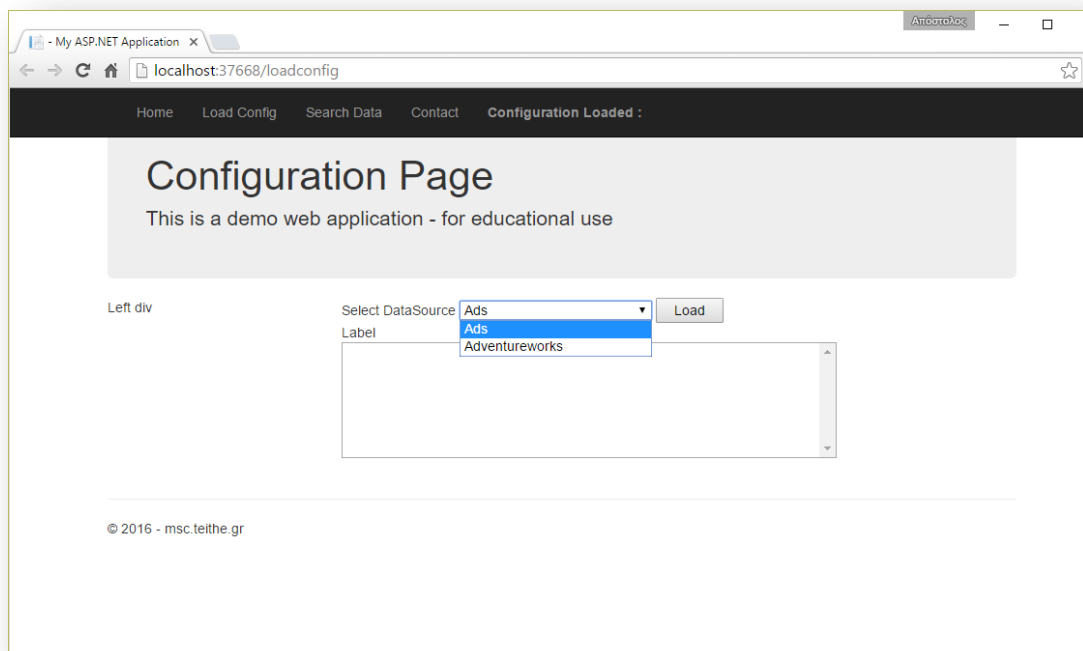 Απόστολος
- My ASP.NET Application
localhost:37668/loadconfig
Home Load Config Search Data Contact Configuration Loaded :
Configuration Page
This is a demo web application - for educational use
Left div
Select DataSource Ads Load
Ads
Label
Adventureworks
© 2016 - msc.teithe.gr